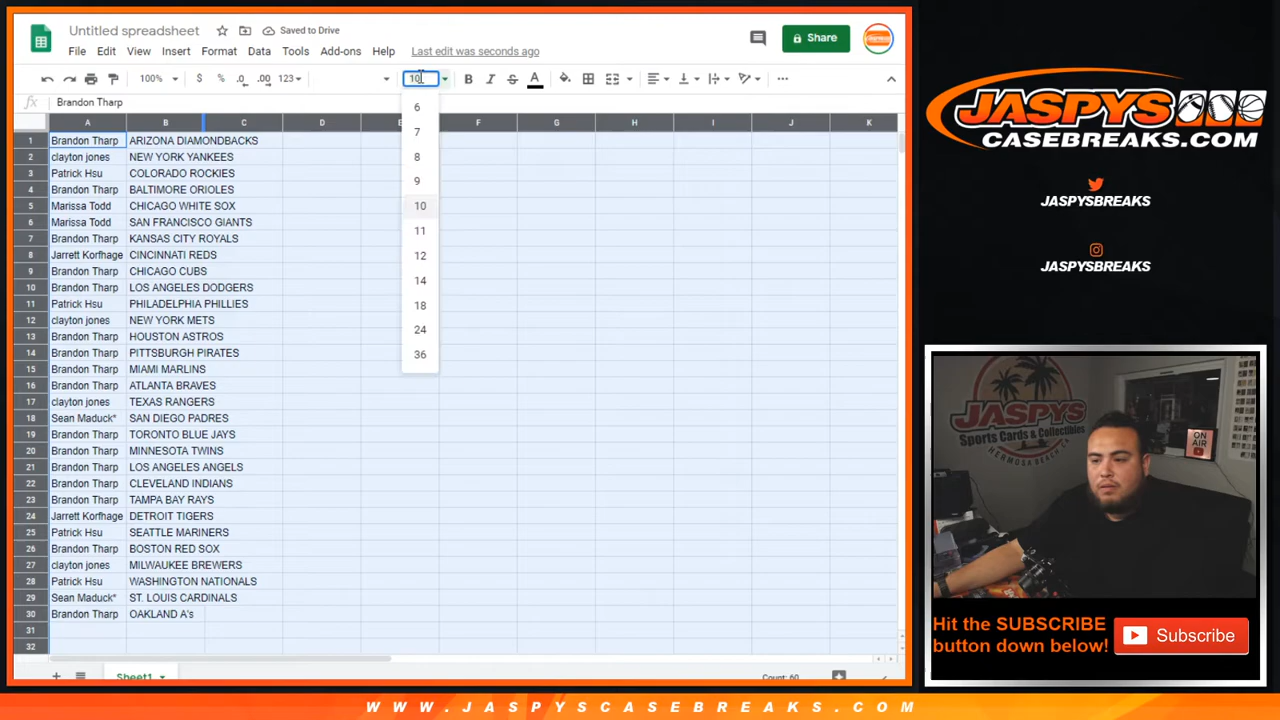 Untitled spreadsheet Saved to Drive
File Edit View Insert Format Data Tools Add-ons Help Last edit was seconds ago
Share
100% $ % .0 .00 123 10 B I S A
fx Brandon Tharp
A B C D E F G H I J K
1 Brandon Tharp ARIZONA DIAMONDBACKS
2 clayton jones NEW YORK YANKEES
3 Patrick Hsu COLORADO ROCKIES
4 Brandon Tharp BALTIMORE ORIOLES
5 Marissa Todd CHICAGO WHITE SOX
6 Marissa Todd SAN FRANCISCO GIANTS
7 Brandon Tharp KANSAS CITY ROYALS
8 Jarrett Korfhage CINCINNATI REDS
9 Brandon Tharp CHICAGO CUBS
10 Brandon Tharp LOS ANGELES DODGERS
11 Patrick Hsu PHILADELPHIA PHILLIES
12 clayton jones NEW YORK METS
13 Brandon Tharp HOUSTON ASTROS
14 Brandon Tharp PITTSBURGH PIRATES
15 Brandon Tharp MIAMI MARLINS
16 Brandon Tharp ATLANTA BRAVES
17 clayton jones TEXAS RANGERS
18 Sean Maduck* SAN DIEGO PADRES
19 Brandon Tharp TORONTO BLUE JAYS
20 Brandon Tharp MINNESOTA TWINS
21 Brandon Tharp LOS ANGELES ANGELS
22 Brandon Tharp CLEVELAND INDIANS
23 Brandon Tharp TAMPA BAY RAYS
24 Jarrett Korfhage DETROIT TIGERS
25 Patrick Hsu SEATTLE MARINERS
26 Brandon Tharp BOSTON RED SOX
27 clayton jones MILWAUKEE BREWERS
28 Patrick Hsu WASHINGTON NATIONALS
29 Sean Maduck* ST. LOUIS CARDINALS
30 Brandon Tharp OAKLAND A's
31
32
6
7
8
9
10
11
12
14
18
24
36
Sheet1
Count: 60
JASPYS
CASEBREAKS.COM
JASPYSBREAKS
JASPYSBREAKS
JASPYS
Sports Cards & Collectibles
HERMOSA BEACH, CA
ON
AIR
Hit the SUBSCRIBE
button down below!
Subscribe
WWW.JASPYSCASEBREAKS.COM